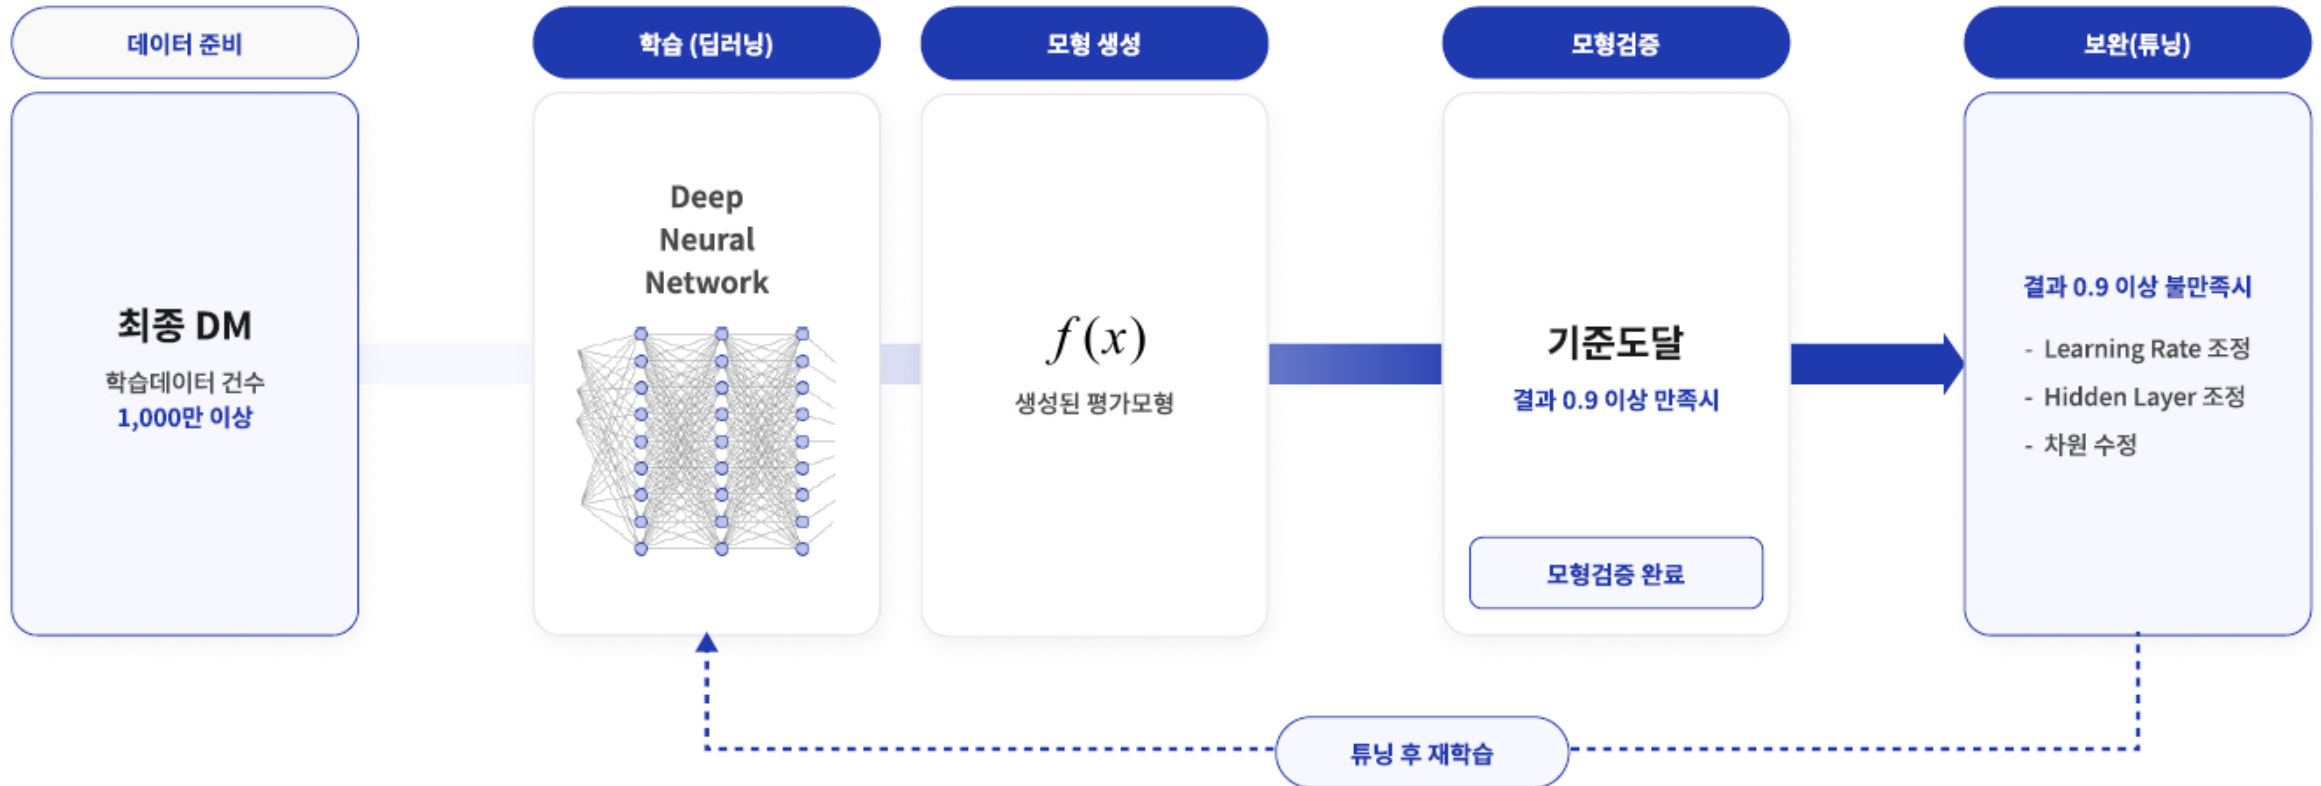 데이터 준비
최종 DM
학습데이터 건수
1,000만 이상
학습 (딥러닝)
Deep
Neural
Network
모형 생성
f(x)
생성된 평가모형
모형검증
기준도달
결과 0.9 이상 만족시
모형검증 완료
보완(튜닝)
결과 0.9 이상 불만족시
- Learning Rate 조정
- Hidden Layer 조정
- 차원 수정
튜닝 후 재학습